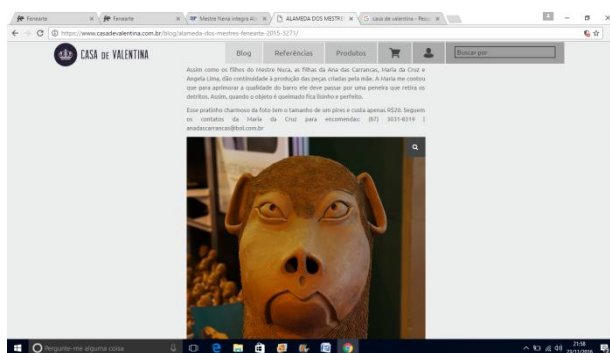 Fenearte
Fenearte
Mestre Nena integra Al
ALAMEDA DOS MESTRE
casa de valentina - Pesq
https://www.casadevalentina.com.br/blog/alameda-dos-mestres-fenearte-2015-3271/
CASA DE VALENTINA
Blog
Referências
Produtos
Buscar por
Assim como os filhos do Mestre Nuca, as filhas da Ana das Carrancas, Maria da Cruz e
Angela Lima, dão continuidade à produção das peças criadas pela mãe. A Maria me contou
que para aprimorar a qualidade do barro ele deve passar por uma peneira que retira os
detritos. Assim, quando o objeto é queimado fica lisinho e perfeito.
Esse pratinho charmoso da foto tem o tamanho de um pires e custa apenas R$20. Seguem
os contatos da Maria da Cruz para encomendas: (87) 3031-8319 |
anadascarrancas@bol.com.br
Pergunte-me alguma coisa
21:58
23/11/2016